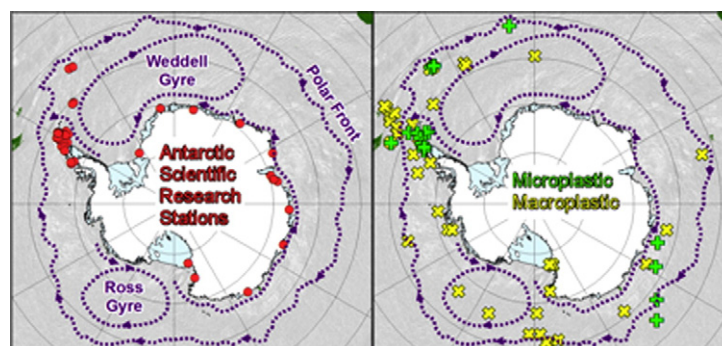 Weddell
Gyre
Polar Front
Antarctic
Scientific
Research
Stations
Ross
Gyre
Microplastic
Macroplastic